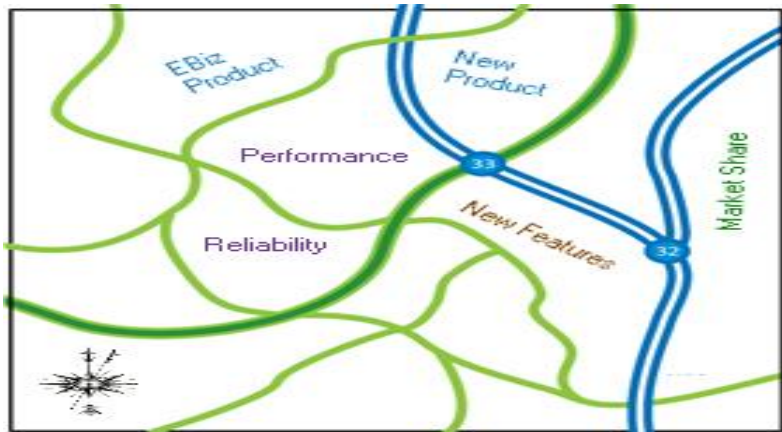 EBiz
Product
New
Product
Performance
33
Market Share
New Features
Reliability
32